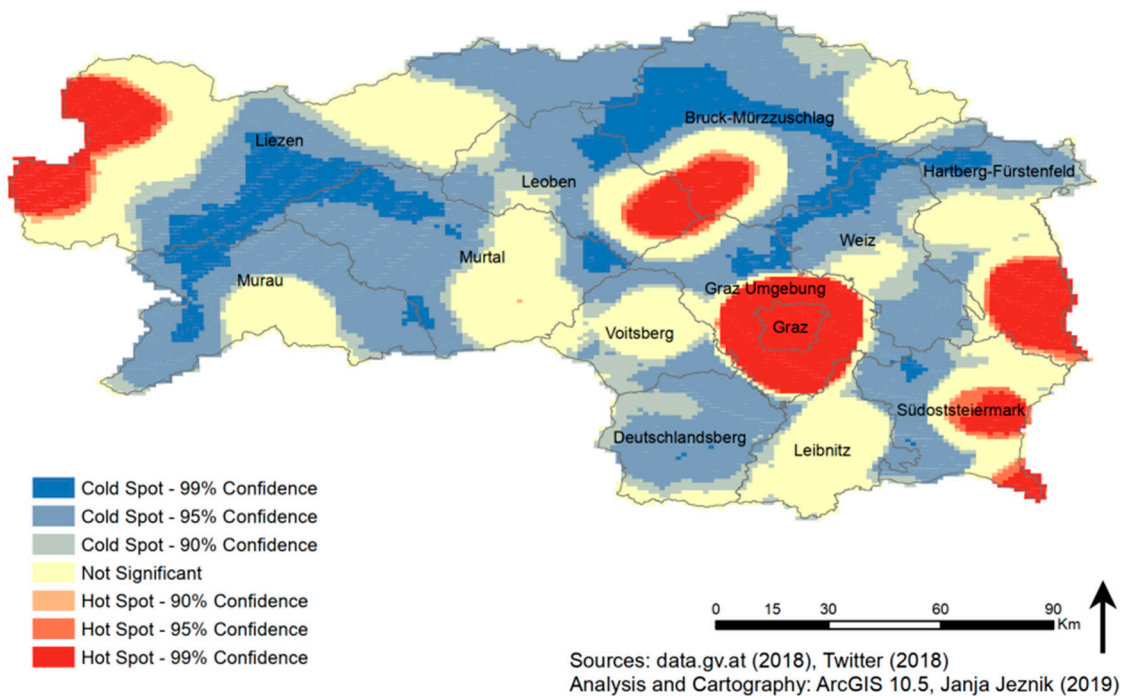 Bruck-Mürzzuschlag
Liezen
Hartberg-Fürstenfeld
Leoben
Weiz
Murtal
Murau
Graz Umgebung
Graz
Voitsberg
Südoststeiermark
Deutschlandsberg
Leibnitz
Cold Spot - 99% Confidence
Cold Spot - 95% Confidence
Cold Spot - 90% Confidence
Not Significant
Hot Spot - 90% Confidence
Hot Spot - 95% Confidence
Hot Spot - 99% Confidence
0 15 30 60 90
Km
Sources: data.gv.at (2018), Twitter (2018)
Analysis and Cartography: ArcGIS 10.5, Janja Jeznik (2019)